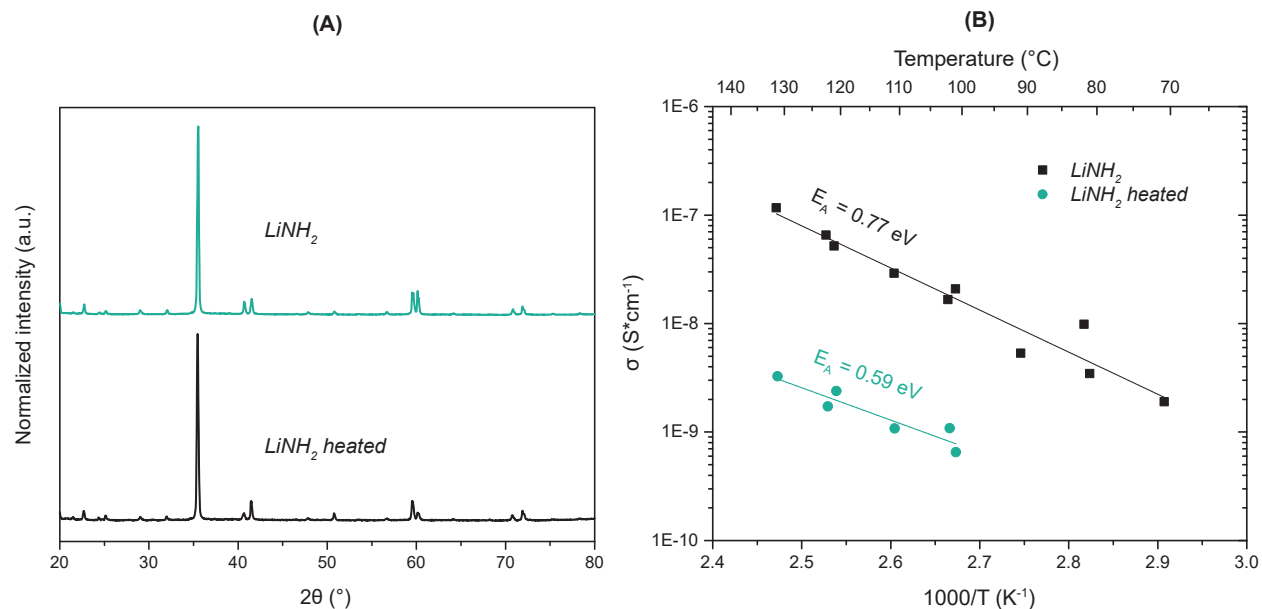 (A)
Normalized intensity (a.u.)
LiNH₂
LiNH₂ heated
20 30 40 50 60 70 80
2θ (°)
(B)
Temperature (°C)
140 130 120 110 100 90 80 70
1E-6
1E-7
1E-8
1E-9
1E-10
σ (S*cm⁻¹)
LiNH₂
LiNH₂ heated
E_A = 0.77 eV
E_A = 0.59 eV
2.4 2.5 2.6 2.7 2.8 2.9 3.0
1000/T (K⁻¹)